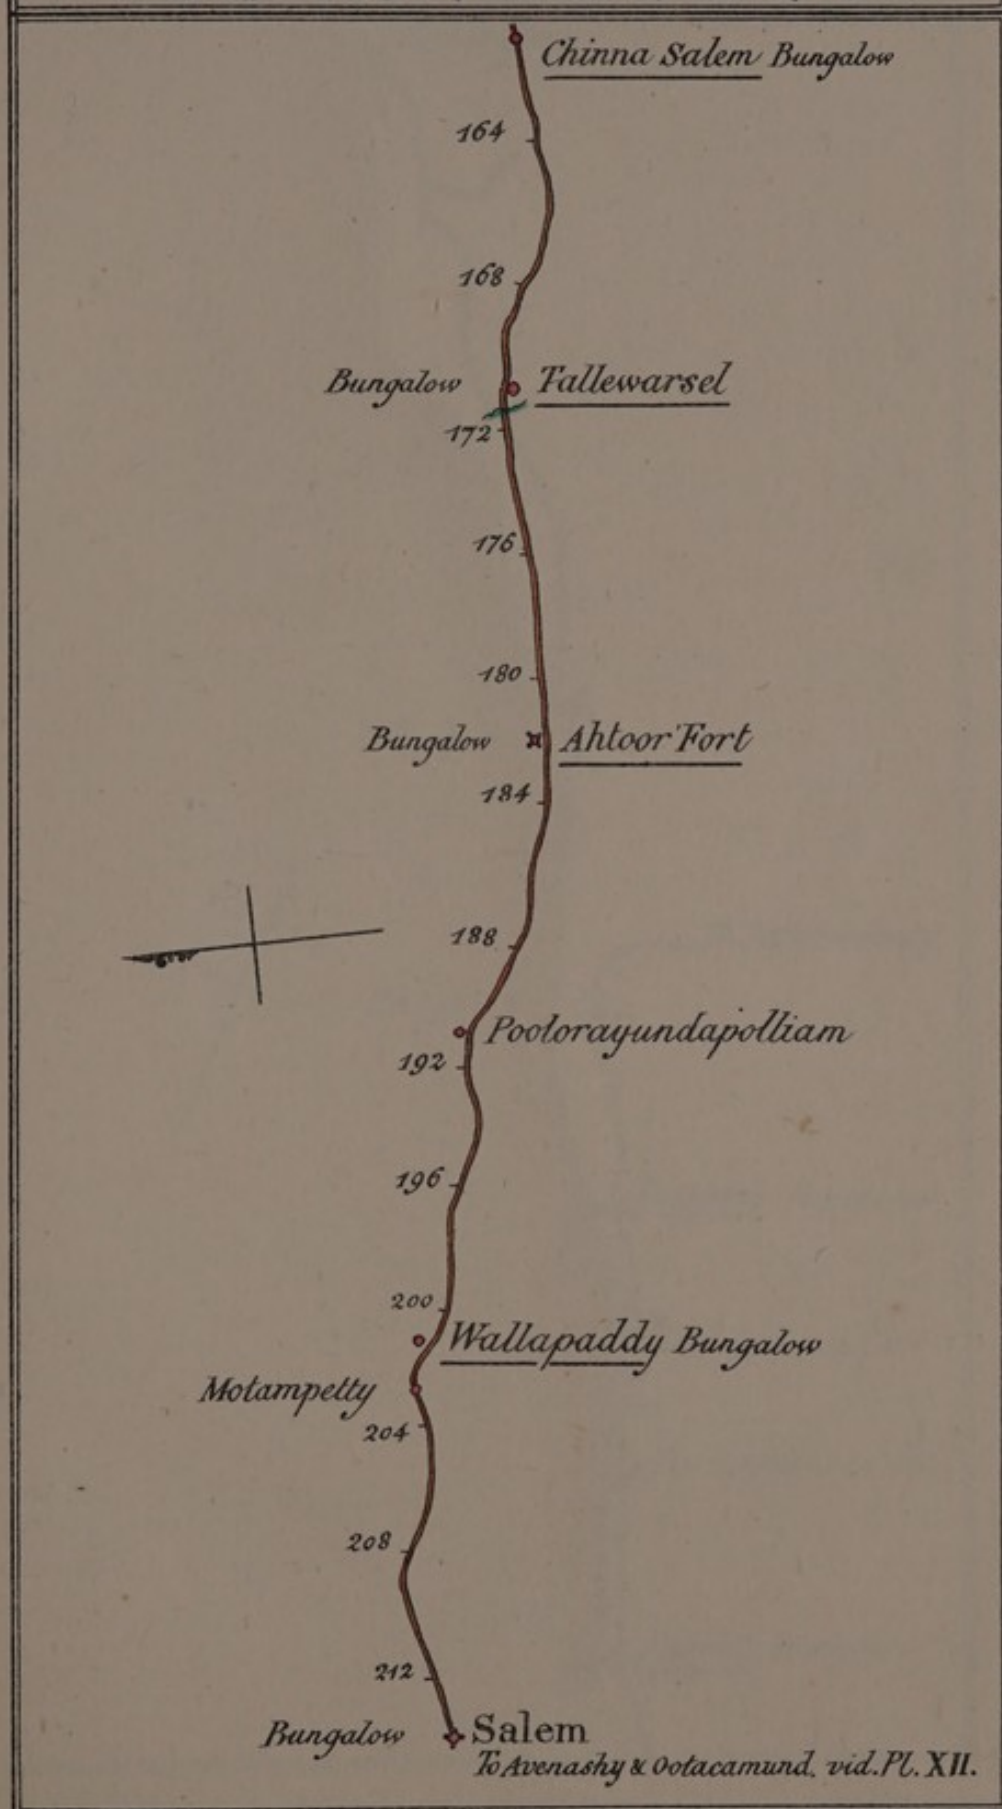 Chinna Salem Bungalow
164
168
Bungalow Tallewarsel
172
176
180
Bungalow Ahtoor Fort
184
188
Poolorayundapolliam
192
196
200
Wallapaddy Bungalow
Motampetty
204
208
212
Bungalow Salem
To Avenashy & Ootacamund. vid. Pl. XII.